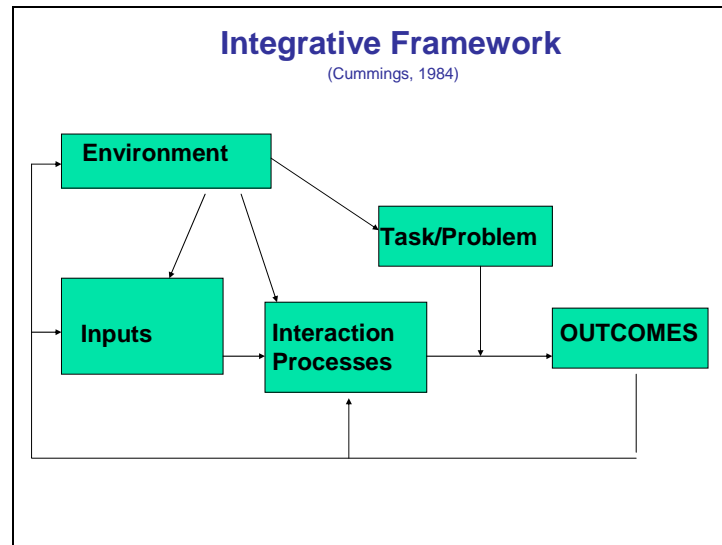 Integrative Framework
(Cummings, 1984)
Environment
Task/Problem
Inputs
Interaction
Processes
OUTCOMES